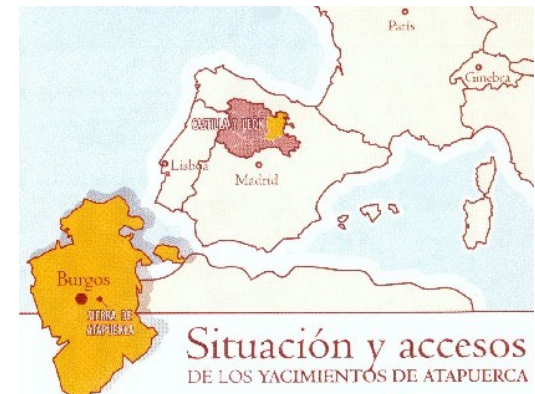 París
Ginebra
CASTILLA Y LEÓN
Lisboa
Madrid
Burgos
SIERRA DE
ATAPUERCA
Situación y accesos
DE LOS YACIMIENTOS DE ATAPUERCA